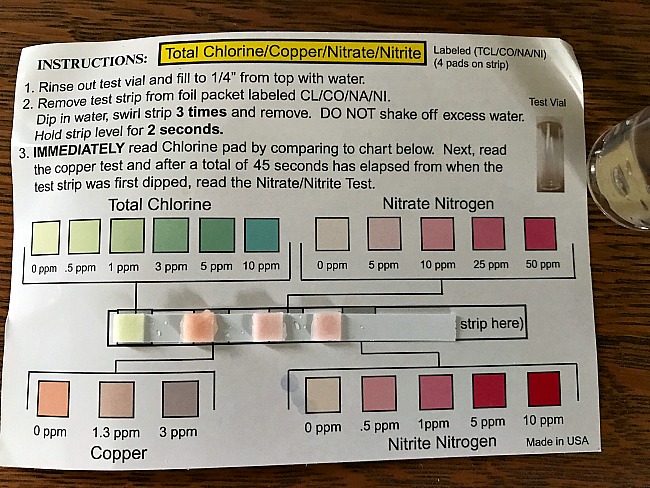 INSTRUCTIONS: Total Chlorine/Copper/Nitrate/Nitrite Labeled (TCL/CO/NA/NI)
(4 pads on strip)
1. Rinse out test vial and fill to 1/4" from top with water.
2. Remove test strip from foil packet labeled CL/CO/NA/NI.
Dip in water, swirl strip 3 times and remove. DO NOT shake off excess water.
Hold strip level for 2 seconds.
Test Vial
3. IMMEDIATELY read Chlorine pad by comparing to chart below. Next, read
the copper test and after a total of 45 seconds has elapsed from when the
test strip was first dipped, read the Nitrate/Nitrite Test.
Total Chlorine
0 ppm .5 ppm 1 ppm 3 ppm 5 ppm 10 ppm
Nitrate Nitrogen
0 ppm 5 ppm 10 ppm 25 ppm 50 ppm
strip here)
0 ppm 1.3 ppm 3 ppm
Copper
0 ppm .5 ppm 1ppm 5 ppm 10 ppm
Nitrite Nitrogen
Made in USA